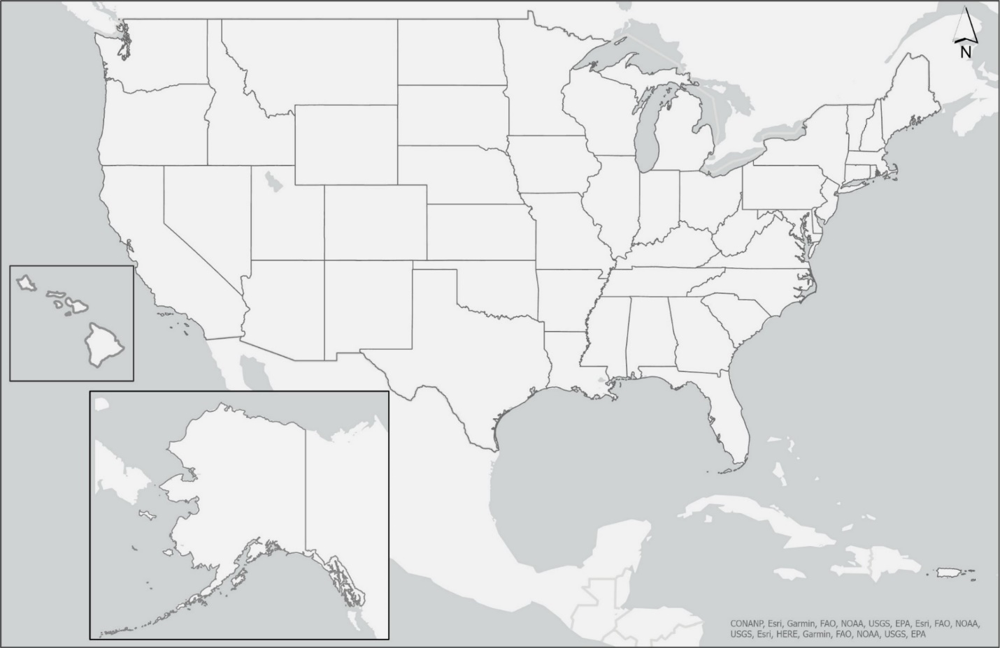 N
CONANP, Esri, Garmin, FAO, NOAA, USGS, EPA, Esri, FAO, NOAA,
USGS, Esri, HERE, Garmin, FAO, NOAA, USGS, EPA